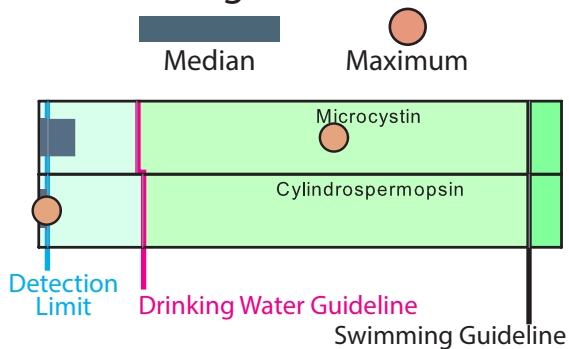 Median Maximum
Microcystin
Cylindrospermopsin
Detection
Limit
Drinking Water Guideline
Swimming Guideline